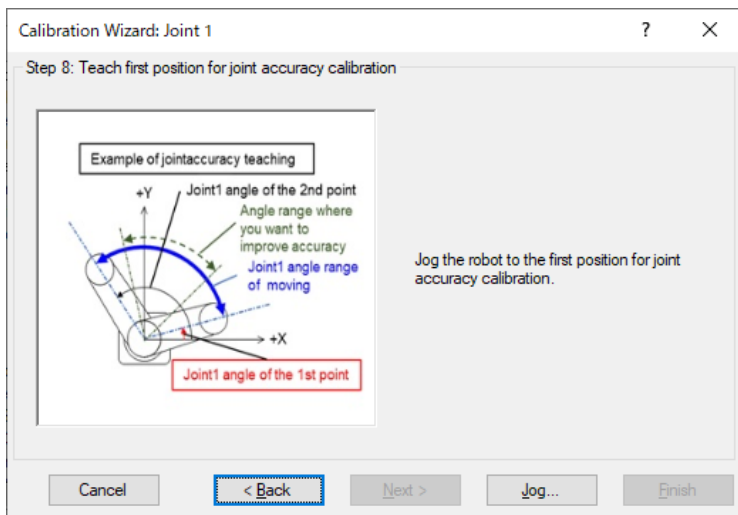 Calibration Wizard: Joint 1
?
Step 8: Teach first position for joint accuracy calibration
Example of jointaccuracy teaching
+Y
Joint1 angle of the 2nd point
Angle range where
you want to
improve accuracy
Joint1 angle range
of moving
+X
Joint1 angle of the 1st point
Jog the robot to the first position for joint
accuracy calibration.
Cancel
< Back
Next >
Jog...
Finish